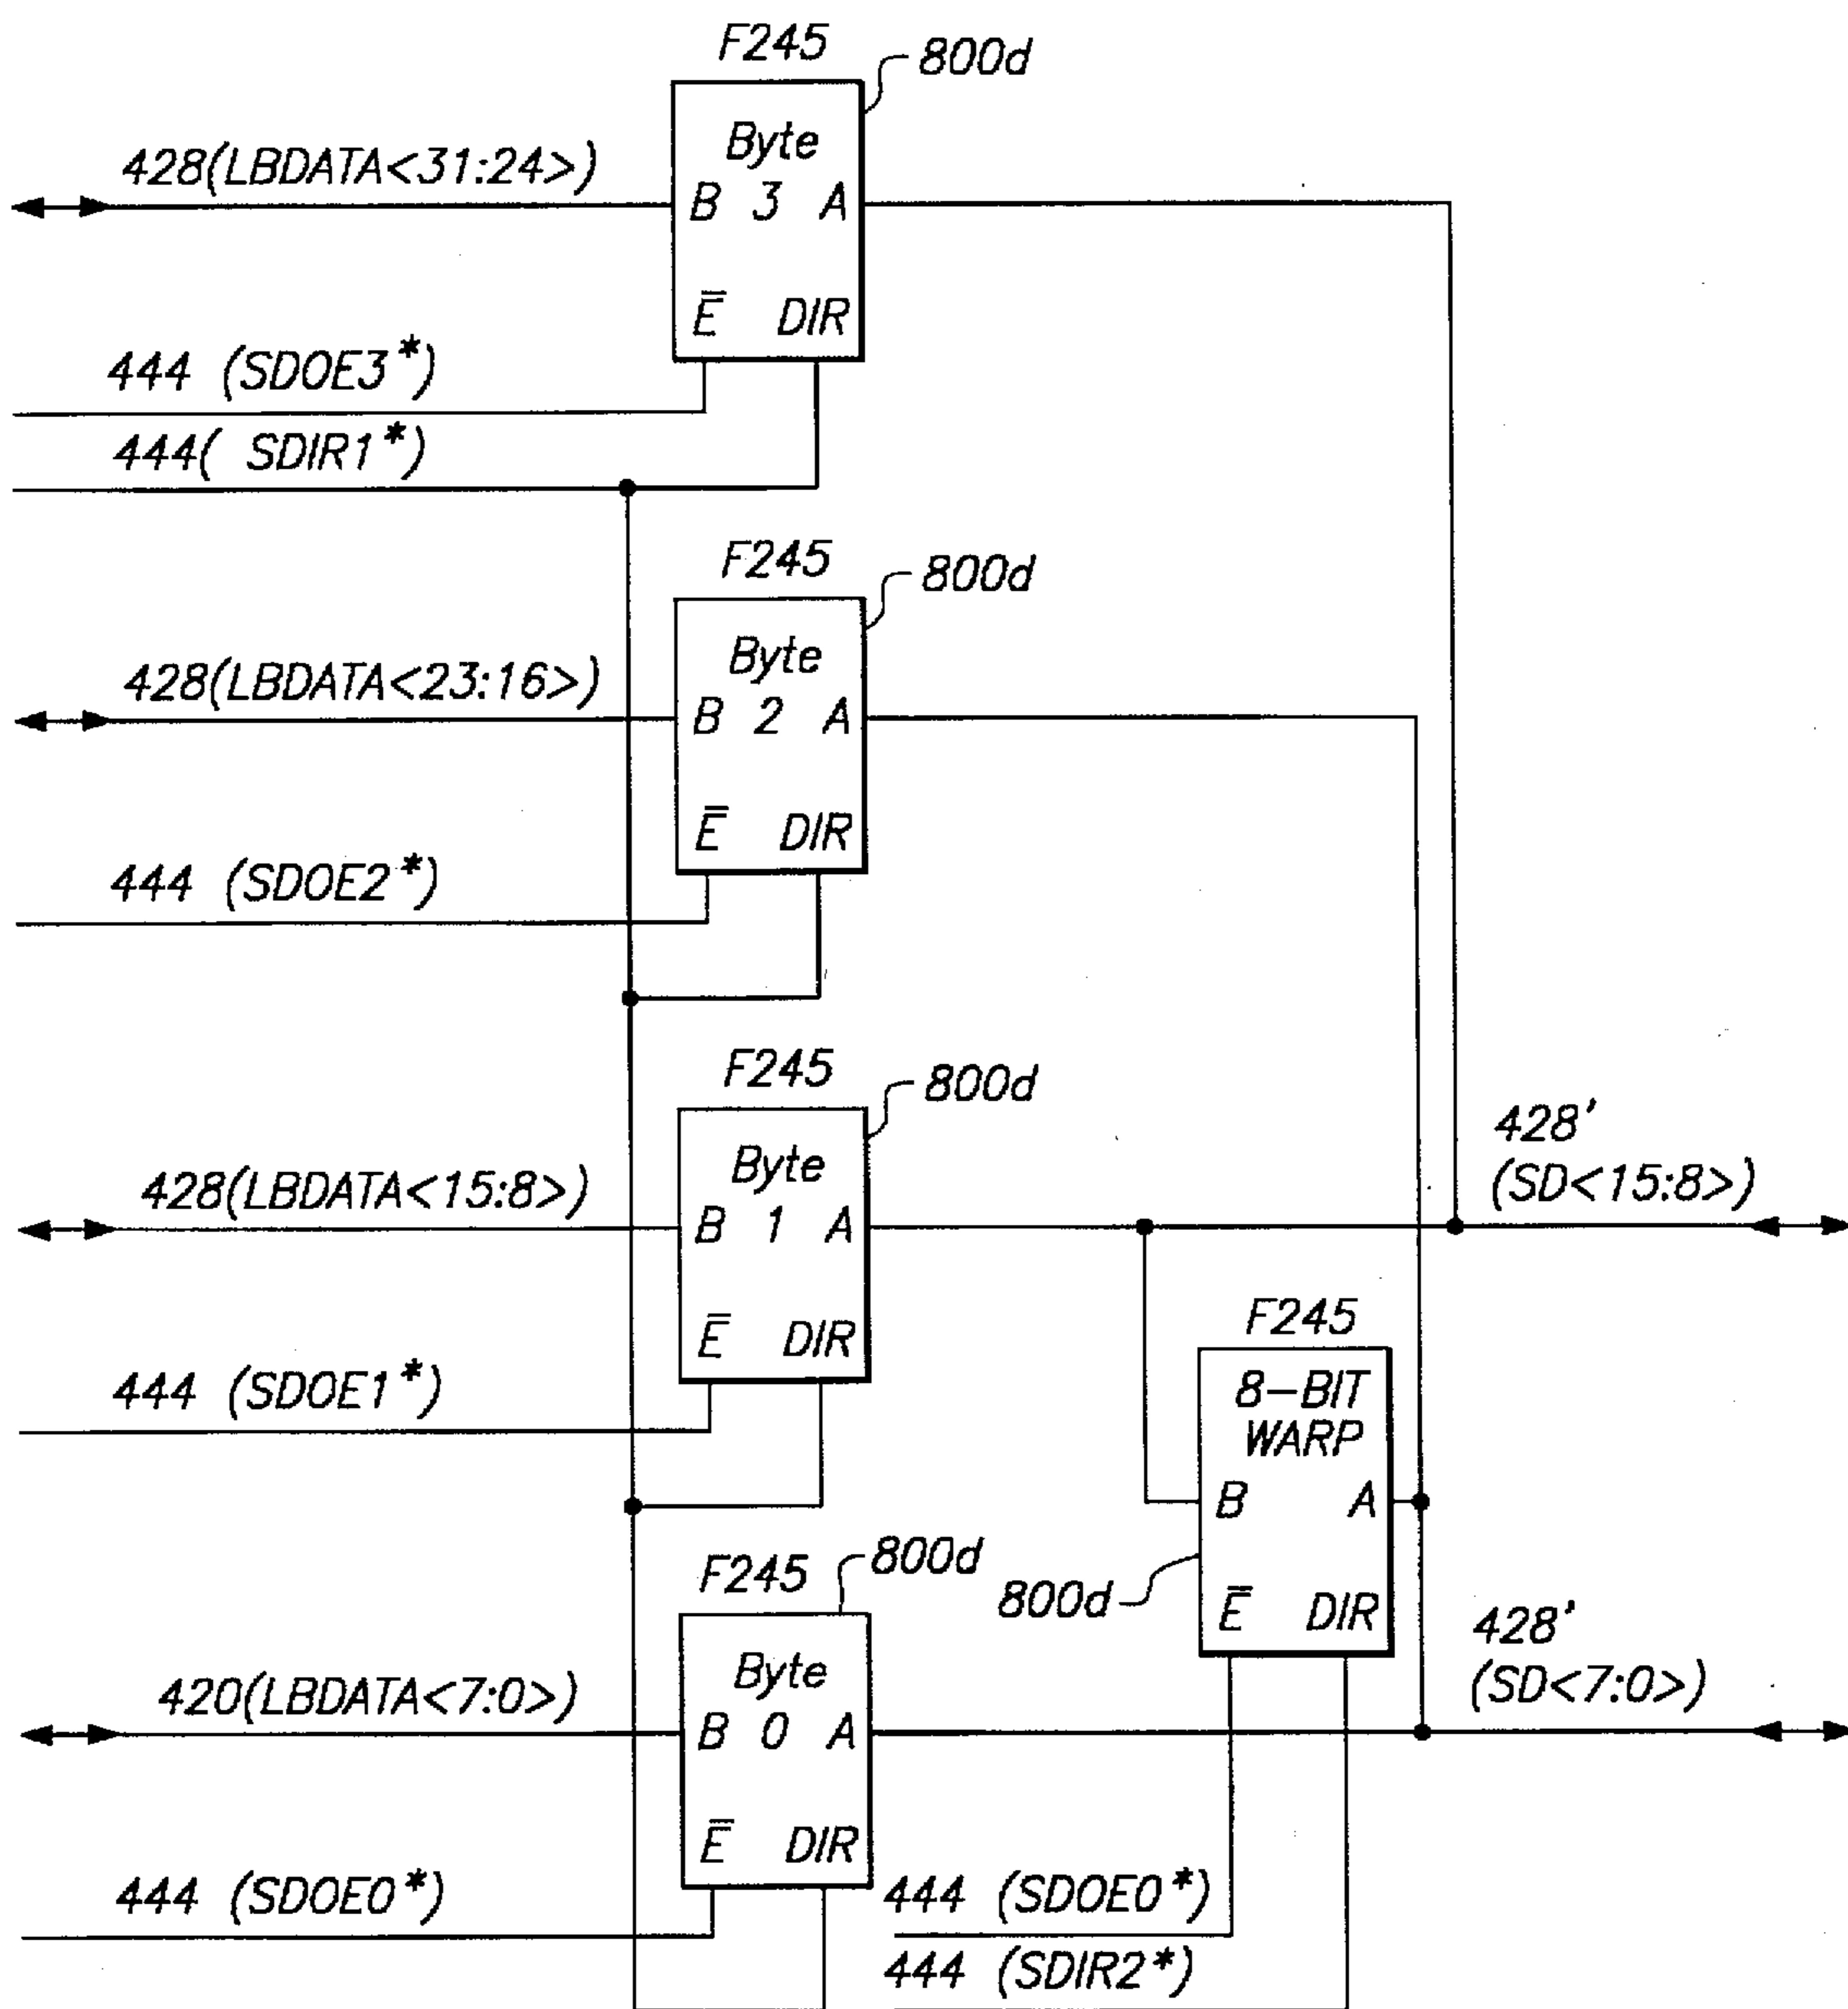 F245
800d
428(LBDATA<31:24>)
Byte
B 3 A
E̅ DIR
444 (SDOE3*)
444( SDIR1*)
F245
800d
428(LBDATA<23:16>)
Byte
B 2 A
E̅ DIR
444 (SDOE2*)
F245
800d
428(LBDATA<15:8>)
Byte
B 1 A
E̅ DIR
444 (SDOE1*)
428'
(SD<15:8>)
F245
8-BIT
WARP
B A
800d
E̅ DIR
F245
800d
420(LBDATA<7:0>)
Byte
B 0 A
E̅ DIR
444 (SDOE0*)
428'
(SD<7:0>)
444 (SDOE0*)
444 (SDIR2*)